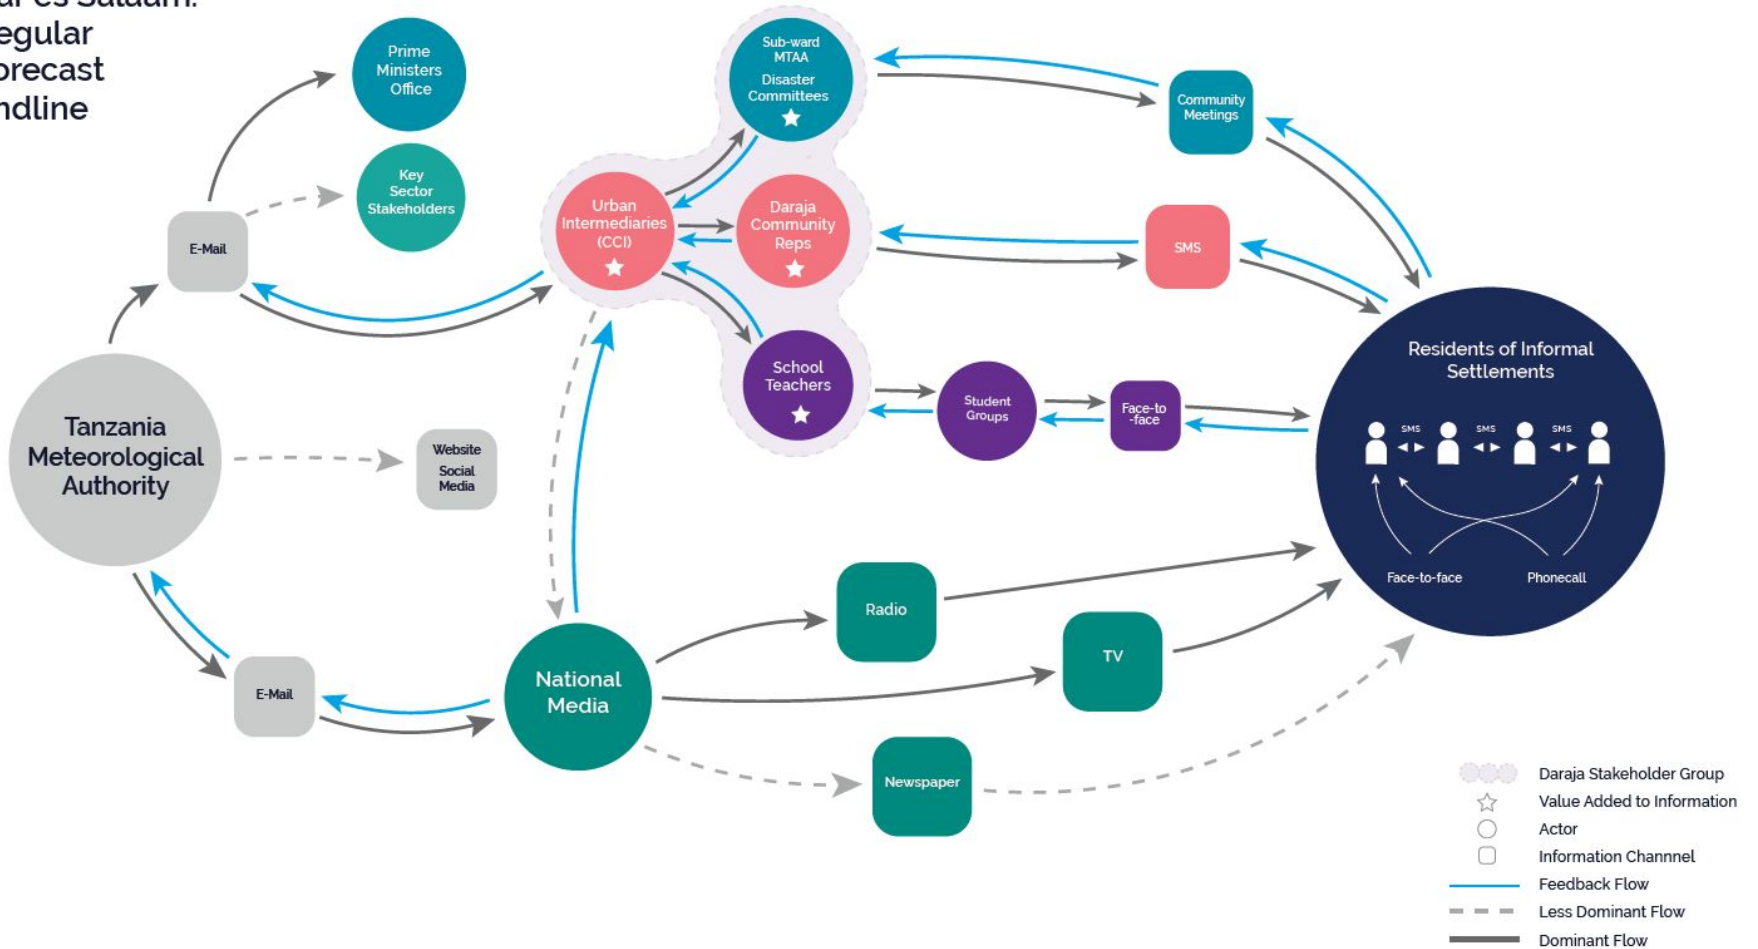 egular
orecast
ndline
Prime
Ministers
Office
Key
Sector
Stakeholders
E-Mail
Tanzania
Meteorological
Authority
Website
Social
Media
E-Mail
Urban
Intermediaries
(CCI)
Sub-ward
MTAA
Disaster
Committees
Daraja
Community
Reps
School
Teachers
Student
Groups
Face-to
-face
Community
Meetings
SMS
Residents of Informal
Settlements
SMS
SMS
SMS
Face-to-face
Phonecall
National
Media
Radio
TV
Newspaper
Daraja Stakeholder Group
Value Added to Information
Actor
Information Channnel
Feedback Flow
Less Dominant Flow
Dominant Flow